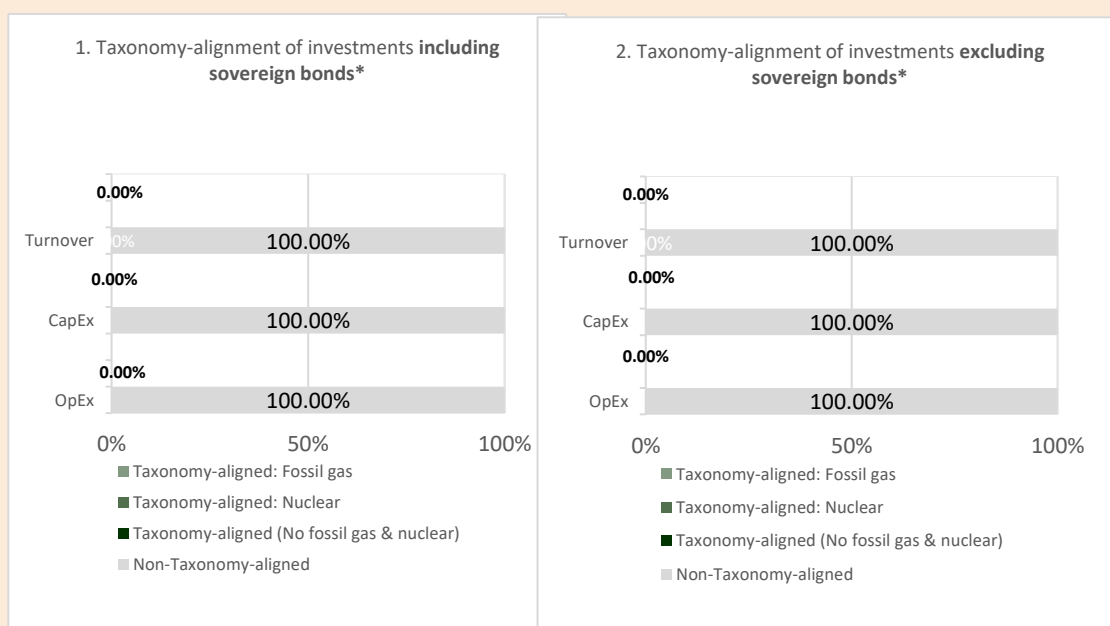 1. Taxonomy-alignment of investments including
sovereign bonds*
0.00%
Turnover 100.00%
0.00%
CapEx 100.00%
0.00%
OpEx 100.00%
0% 50% 100%
Taxonomy-aligned: Fossil gas
Taxonomy-aligned: Nuclear
Taxonomy-aligned (No fossil gas & nuclear)
Non-Taxonomy-aligned
2. Taxonomy-alignment of investments excluding
sovereign bonds*
0.00%
Turnover 100.00%
0.00%
CapEx 100.00%
0.00%
OpEx 100.00%
0% 50% 100%
Taxonomy-aligned: Fossil gas
Taxonomy-aligned: Nuclear
Taxonomy-aligned (No fossil gas & nuclear)
Non-Taxonomy-aligned